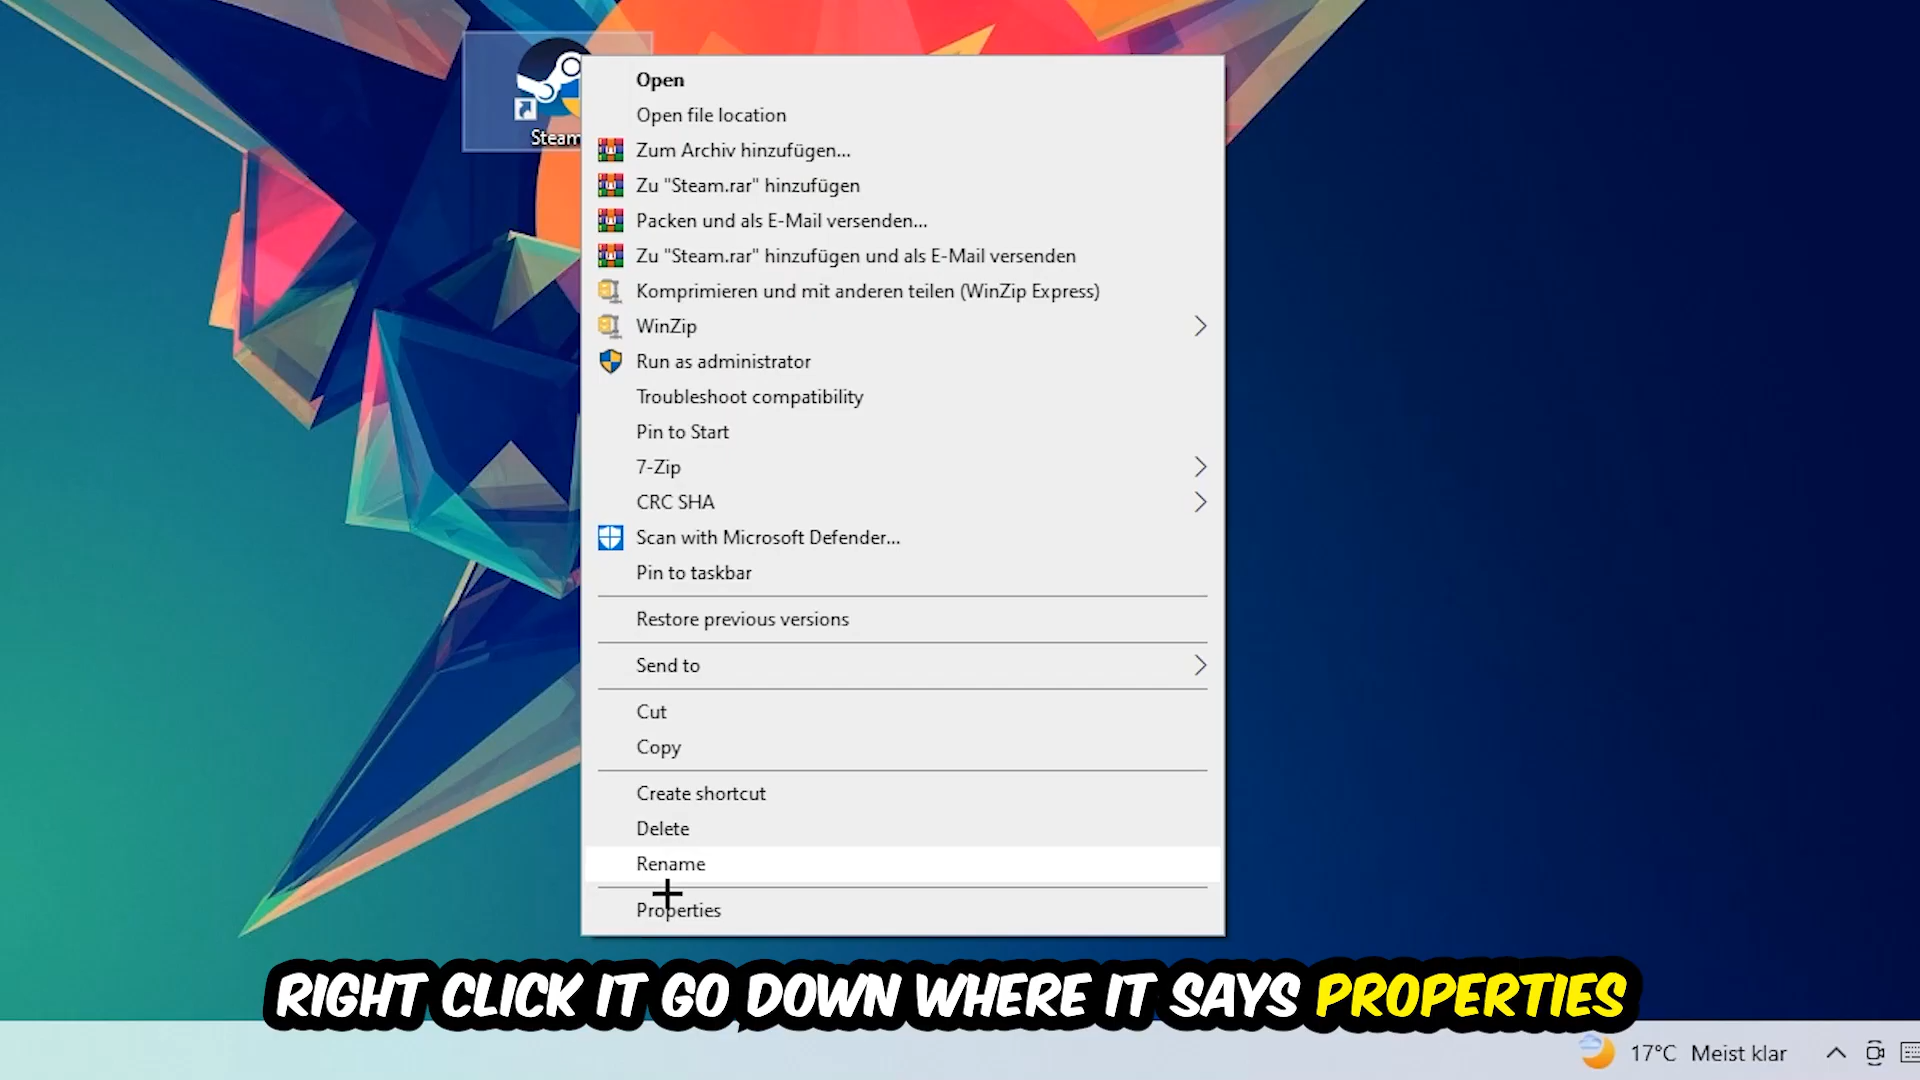 Steam
Open
Open file location
Zum Archiv hinzufügen...
Zu "Steam.rar" hinzufügen
Packen und als E-Mail versenden...
Zu "Steam.rar" hinzufügen und als E-Mail versenden
Komprimieren und mit anderen teilen (WinZip Express)
WinZip
Run as administrator
Troubleshoot compatibility
Pin to Start
7-Zip
CRC SHA
Scan with Microsoft Defender...
Pin to taskbar
Restore previous versions
Send to
Cut
Copy
Create shortcut
Delete
Rename
Properties
RIGHT CLICK IT GO DOWN WHERE IT SAYS PROPERTIES
17°C Meist klar